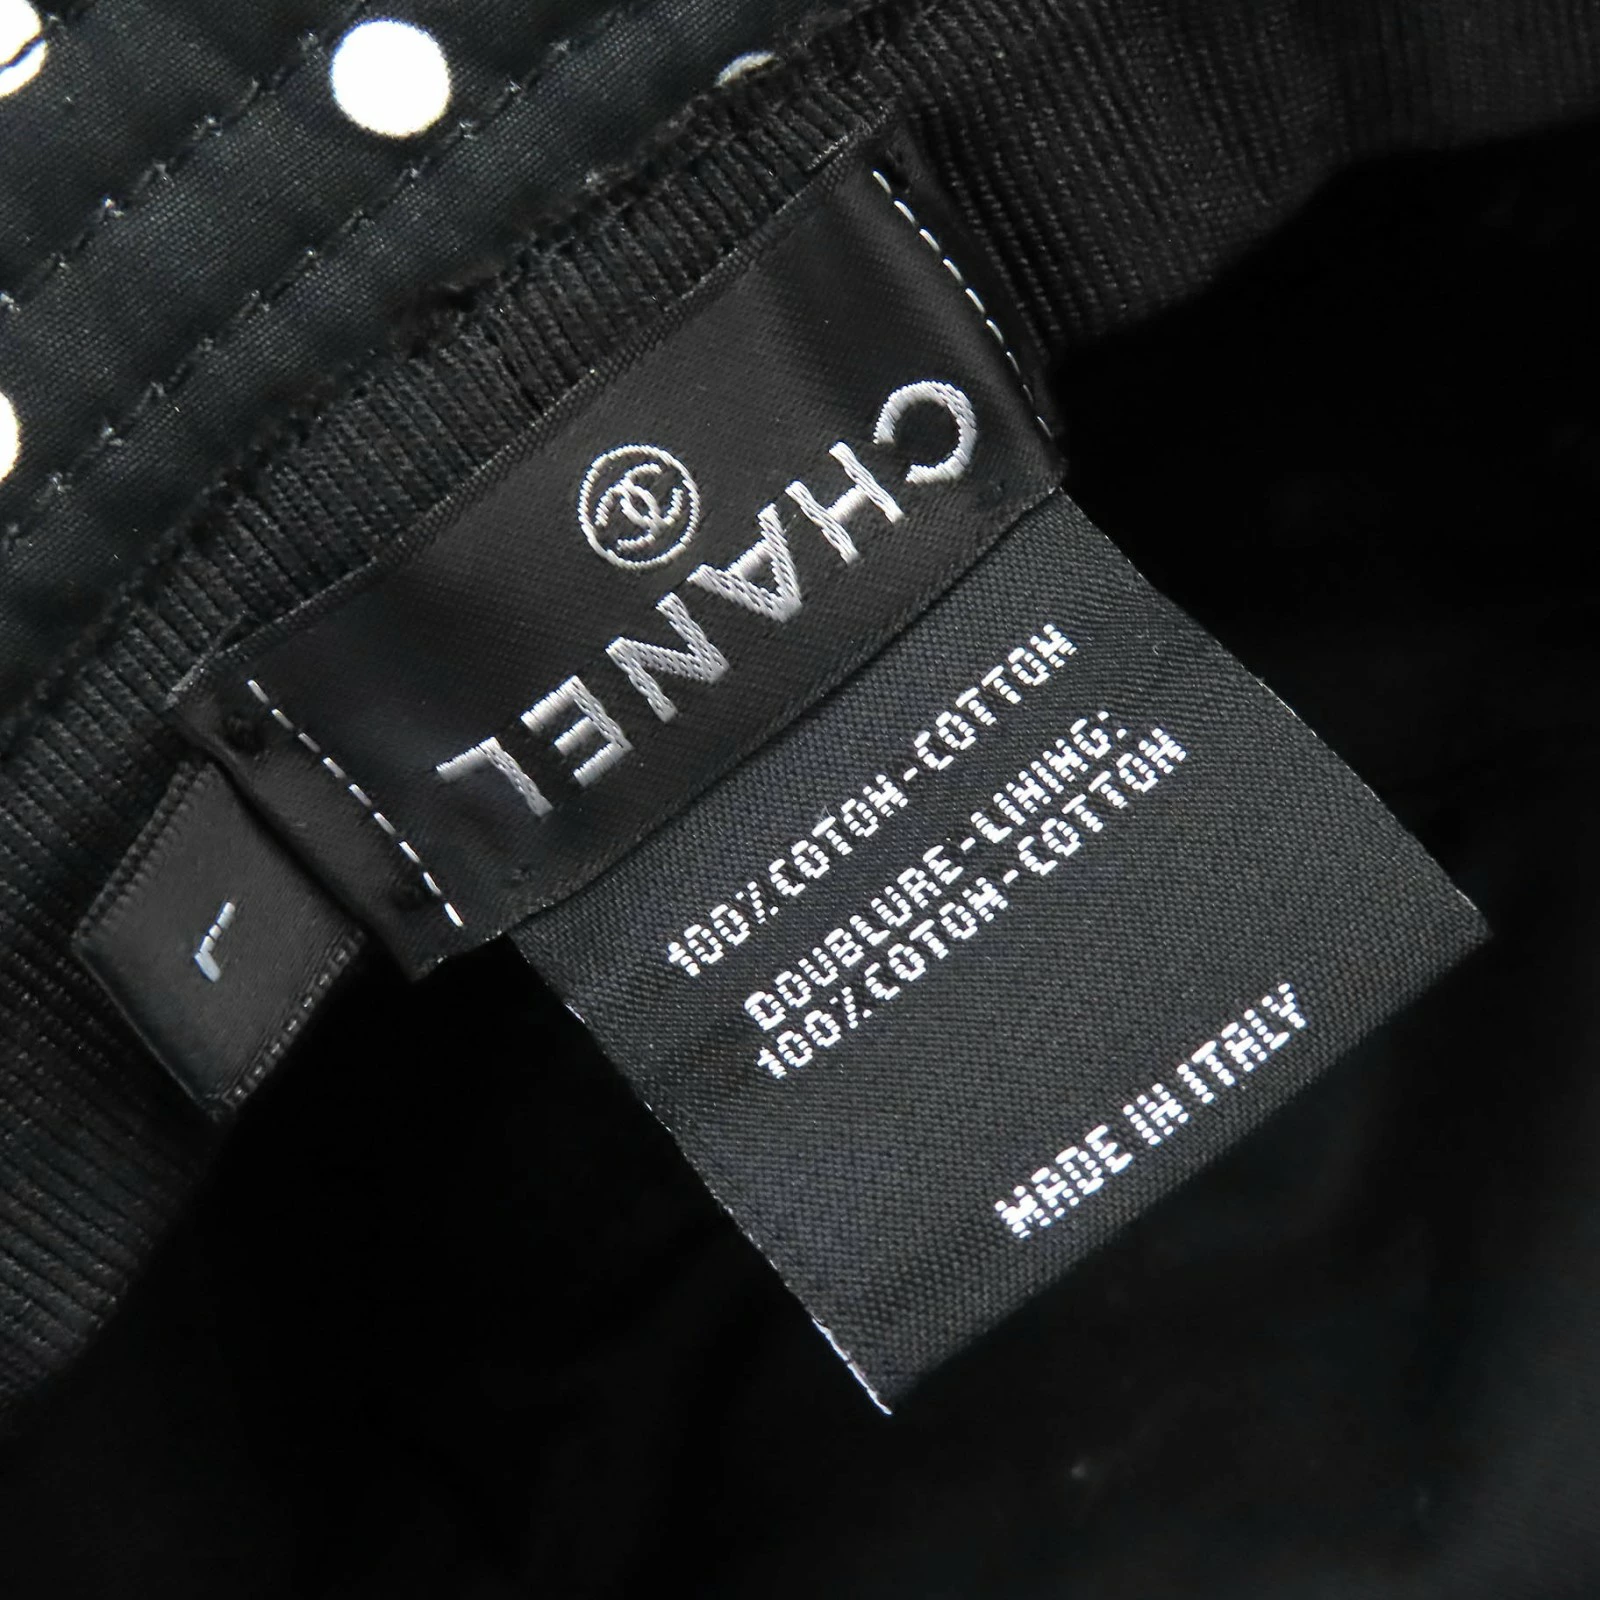 CHANEL
L
100%COTON-COTTON
DOUBLURE-LINING:
100%COTON-COTTON
MADE IN ITALY